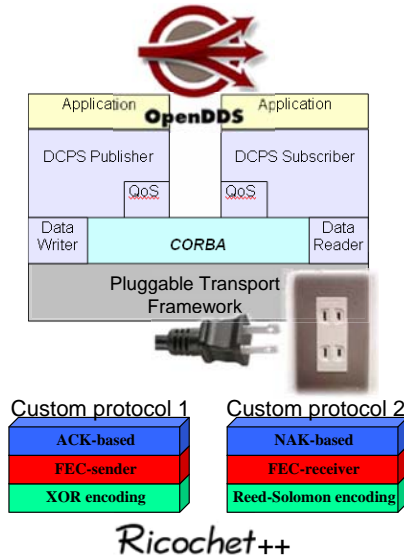 Application
Application
OpenDDS
DCPS Publisher
DCPS Subscriber
QoS
QoS
Data
Writer
CORBA
Data
Reader
Pluggable Transport
Framework
Custom protocol 1
Custom protocol 2
ACK-based
NAK-based
FEC-sender
FEC-receiver
XOR encoding
Reed-Solomon encoding
Ricochet++